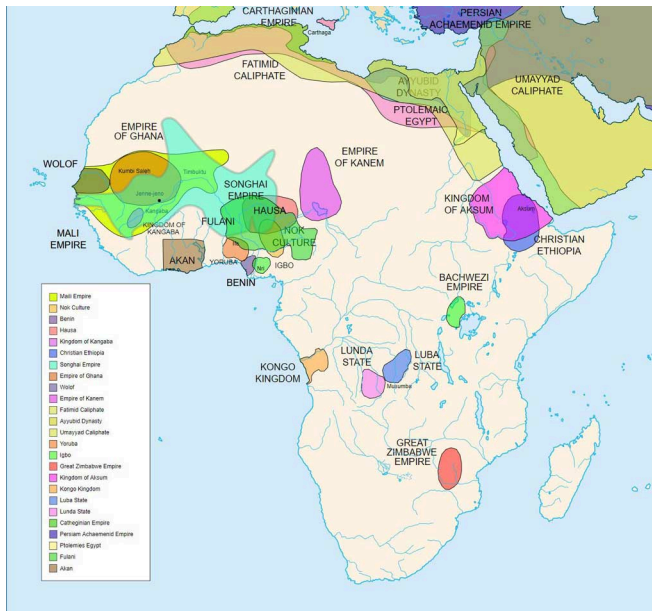 CARTHAGINIAN
EMPIRE
Carthage
PERSIAN
ACHAEMENID EMPIRE
FATIMID
CALIPHATE
AYYUBID
DYNASTY
UMAYYAD
CALIPHATE
PTOLEMAIC
EGYPT
EMPIRE
OF GHANA
WOLOF
Kumbi Saleh
Timbuktu
EMPIRE
OF KANEM
Jenne-jeno
SONGHAI
EMPIRE
KINGDOM
OF AKSUM
Kangaba
FULANI
HAUSA
MALI
EMPIRE
KINGDOM OF
KANGABA
NOK
CULTURE
CHRISTIAN
ETHIOPIA
AKAN
YORUBA
Ife
Nri
IGBO
BENIN
BACHWEZI
EMPIRE
KONGO
KINGDOM
LUNDA
STATE
LUBA
STATE
Musumba
GREAT
ZIMBABWE
EMPIRE
Mali Empire
Nok Culture
Benin
Hausa
Kingdom of Kangaba
Christian Ethiopia
Songhai Empire
Empire of Ghana
Wolof
Empire of Kanem
Fatimid Caliphate
Ayyubid Dynasty
Umayyad Caliphate
Yoruba
Igbo
Great Zimbabwe Empire
Kingdom of Aksum
Kongo Kingdom
Luba State
Lunda State
Catheginian Empire
Persiam Achaemenid Empire
Ptolemies Egypt
Fulani
Akan